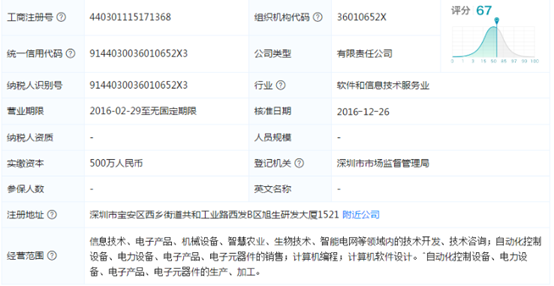 工商注册号 440301115171368 组织机构代码 36010652X 评分 67
统一信用代码 9144030036010652X3 公司类型 有限责任公司
纳税人识别号 9144030036010652X3 行业 软件和信息技术服务业
营业期限 2016-02-29至无固定期限 核准日期 2016-12-26
纳税人资质 - 人员规模 -
实缴资本 500万人民币 登记机关 深圳市市场监督管理局
参保人数 - 英文名称 -
注册地址 深圳市宝安区西乡街道共和工业路西发B区旭生研发大厦1521 附近公司
经营范围 信息技术、电子产品、机械设备、智慧农业、生物技术、智能电网等领域内的技术开发、技术咨询；自动化控制
设备、电力设备、电子产品、电子元器件的销售；计算机编程；计算机软件设计。^自动化控制设备、电力设
备、电子产品、电子元器件的生产、加工。